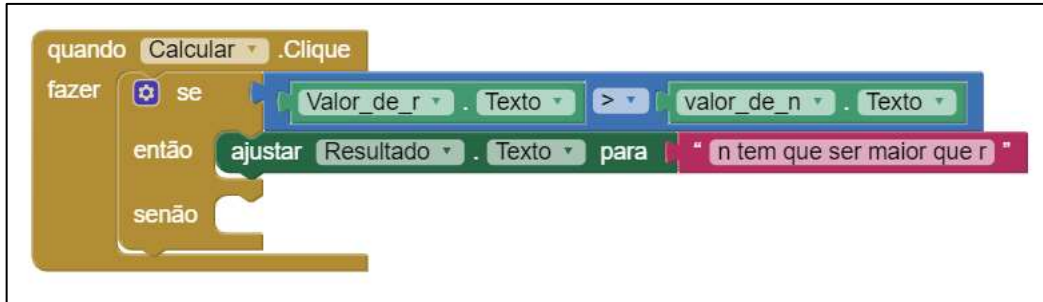 quando Calcular .Clique
fazer se Valor_de_r . Texto > valor_de_n . Texto
então ajustar Resultado . Texto para " n tem que ser maior que r "
senão